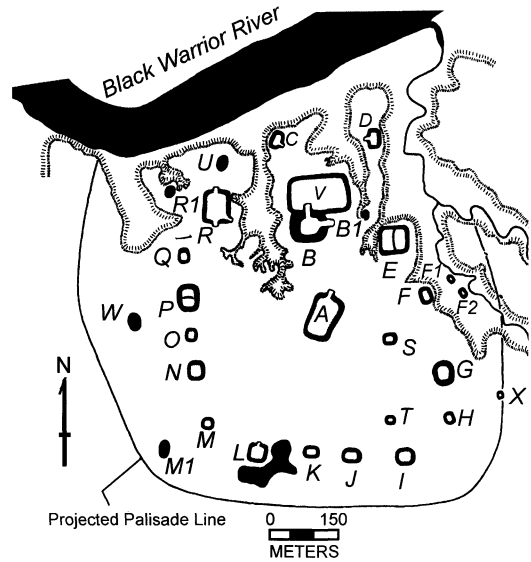 Black Warrior River
C
D
U
V
R1
B1
R
Q
B
E
F1
F
F2
P
A
W
O
S
N
G
X
M
T
H
M1
L
K
J
I
N
Projected Palisade Line
0 150
METERS